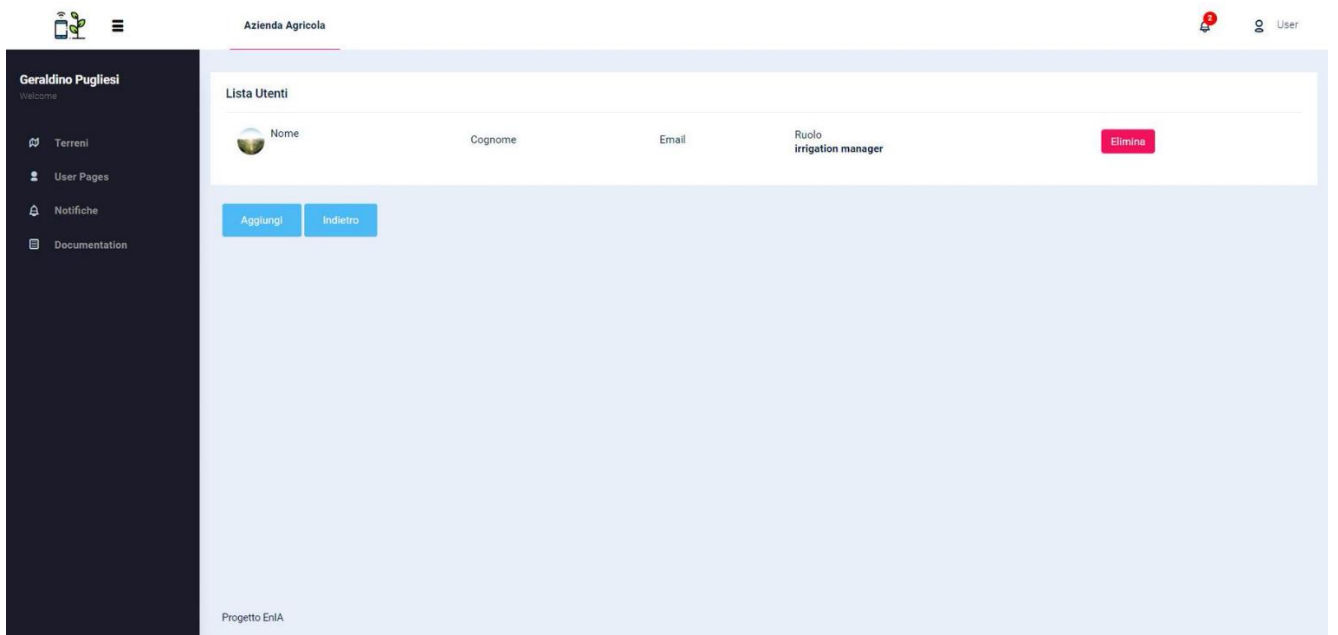 Azienda Agricola
2
User
Geraldino Pugliesi
Welcome
Terreni
User Pages
Notifiche
Documentation
Lista Utenti
Nome
Cognome
Email
Ruolo
irrigation manager
Elimina
Aggiungi
Indietro
Progetto EnIA